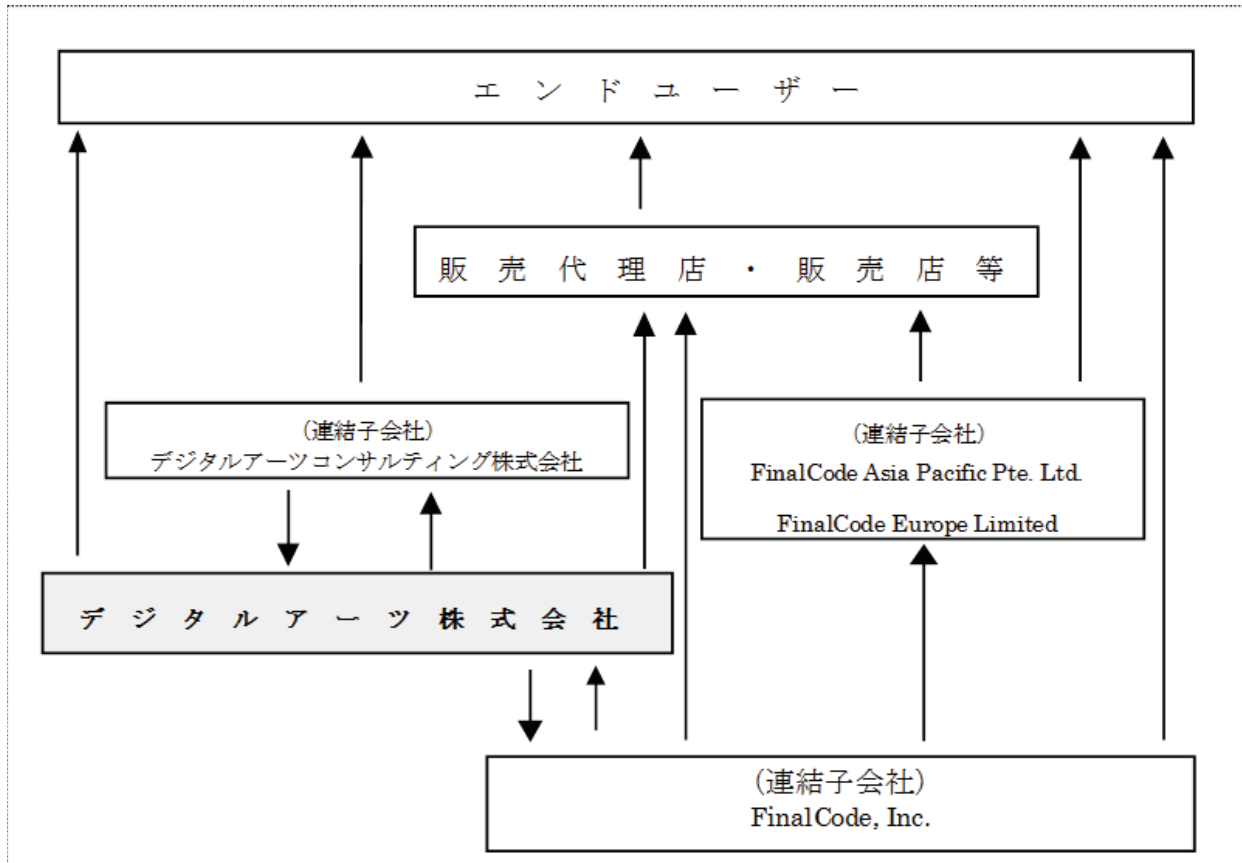 エンドユーザー
販売代理店・販売店等
(連結子会社)
デジタルアーツコンサルティング株式会社
(連結子会社)
FinalCode Asia Pacific Pte. Ltd.
FinalCode Europe Limited
デジタルアーツ株式会社
(連結子会社)
FinalCode, Inc.